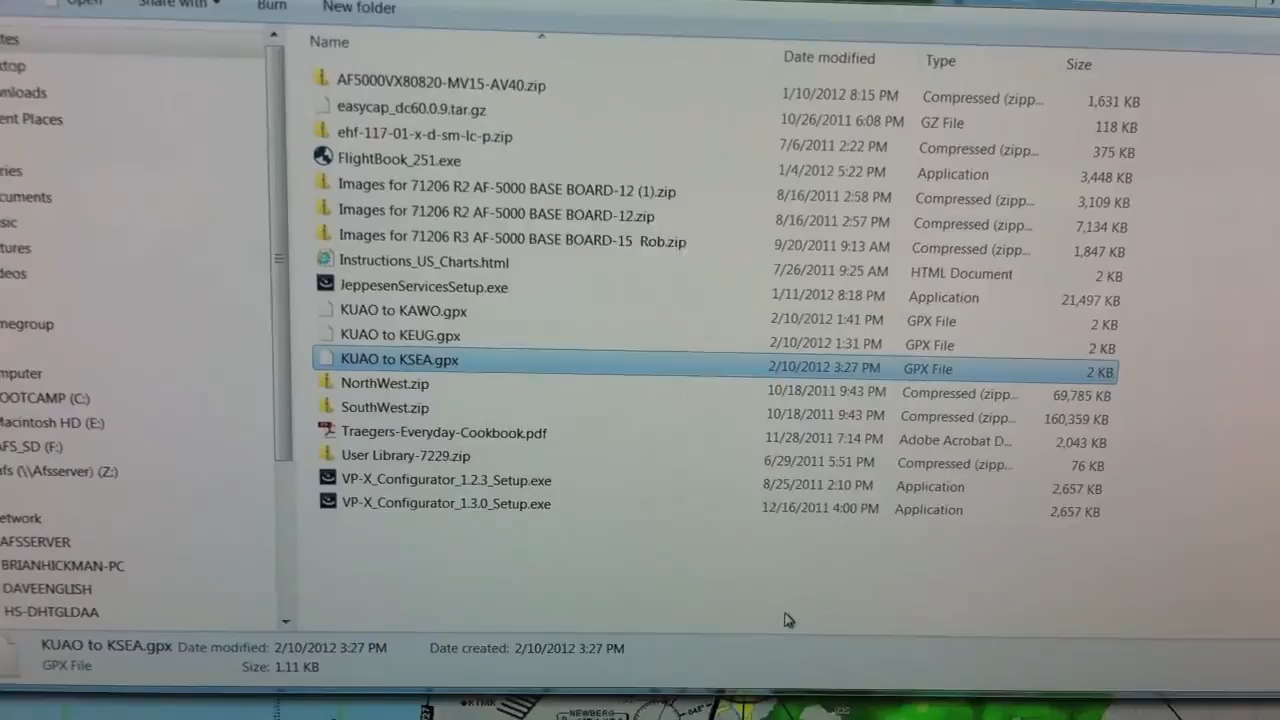 Open Share with Burn New folder
Name Date modified Type Size
AF5000VX80820-MV15-AV40.zip 1/10/2012 8:15 PM Compressed (zipp... 1,631 KB
easycap_dc60.0.9.tar.gz 10/26/2011 6:08 PM GZ File 118 KB
ehf-117-01-x-d-sm-lc-p.zip 7/6/2011 2:22 PM Compressed (zipp... 375 KB
FlightBook_251.exe 1/4/2012 5:22 PM Application 3,448 KB
Images for 71206 R2 AF-5000 BASE BOARD-12 (1).zip 8/16/2011 2:58 PM Compressed (zipp... 3,109 KB
Images for 71206 R2 AF-5000 BASE BOARD-12.zip 8/16/2011 2:57 PM Compressed (zipp... 7,134 KB
Images for 71206 R3 AF-5000 BASE BOARD-15 Rob.zip 9/20/2011 9:13 AM Compressed (zipp... 1,847 KB
Instructions_US_Charts.html 7/26/2011 9:25 AM HTML Document 2 KB
JeppesenServicesSetup.exe 1/11/2012 8:18 PM Application 21,497 KB
KUAO to KAWO.gpx 2/10/2012 1:41 PM GPX File 2 KB
KUAO to KEUG.gpx 2/10/2012 1:31 PM GPX File 2 KB
KUAO to KSEA.gpx 2/10/2012 3:27 PM GPX File 2 KB
NorthWest.zip 10/18/2011 9:43 PM Compressed (zipp... 69,785 KB
SouthWest.zip 10/18/2011 9:43 PM Compressed (zipp... 160,359 KB
Traegers-Everyday-Cookbook.pdf 11/28/2011 7:14 PM Adobe Acrobat D... 2,043 KB
User Library-7229.zip 6/29/2011 5:51 PM Compressed (zipp... 76 KB
VP-X_Configurator_1.2.3_Setup.exe 8/25/2011 2:10 PM Application 2,657 KB
VP-X_Configurator_1.3.0_Setup.exe 12/16/2011 4:00 PM Application 2,657 KB
tes
ktop
wnloads
ent Places
ries
cuments
sic
tures
deos
megroup
mputer
OOTCAMP (C:)
Macintosh HD (E:)
AFS_SD (F:)
afs (\\Afsserver) (Z:)
etwork
AFSSERVER
BRIANHICKMAN-PC
DAVEENGLISH
HS-DHTGLDAA
KUAO to KSEA.gpx Date modified: 2/10/2012 3:27 PM Date created: 2/10/2012 3:27 PM
GPX File Size: 1.11 KB
NEWBERG